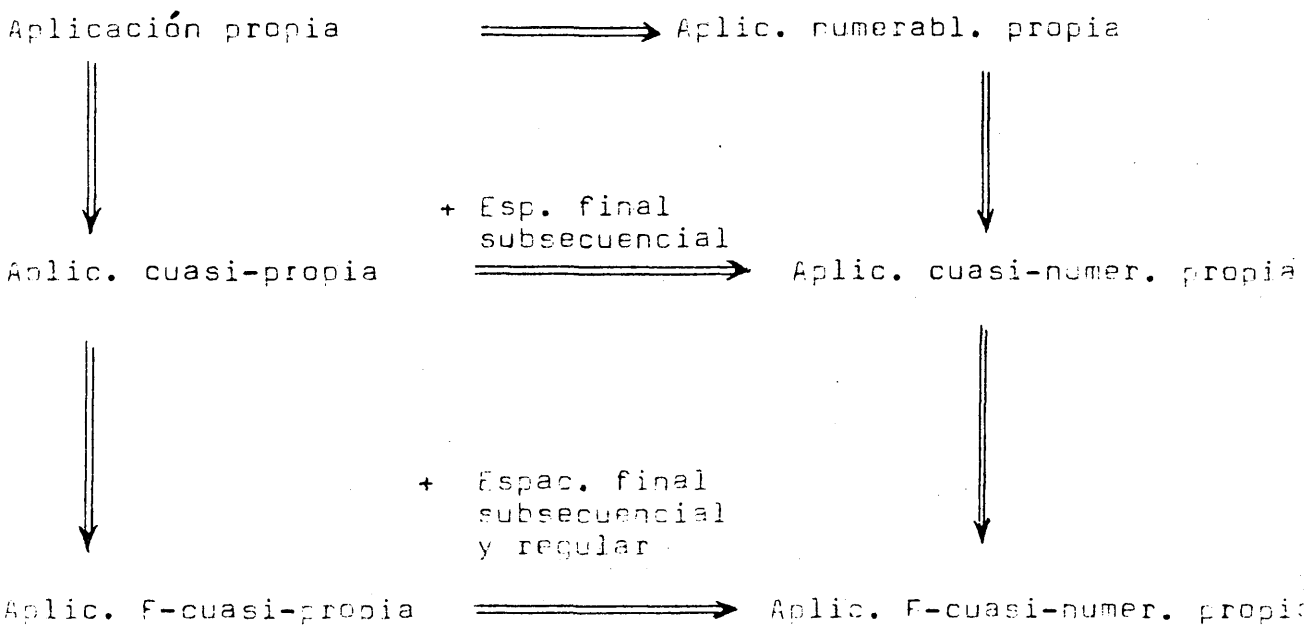 Aplicación propia
Aplic. numerabl. propia
+ Esp. final
subsecuencial
Aplic. cuasi-propia
Aplic. cuasi-numer. propia
+ Espac. final
subsecuencial
y regular
Aplic. F-cuasi-propia
Aplic. F-cuasi-numer. propia